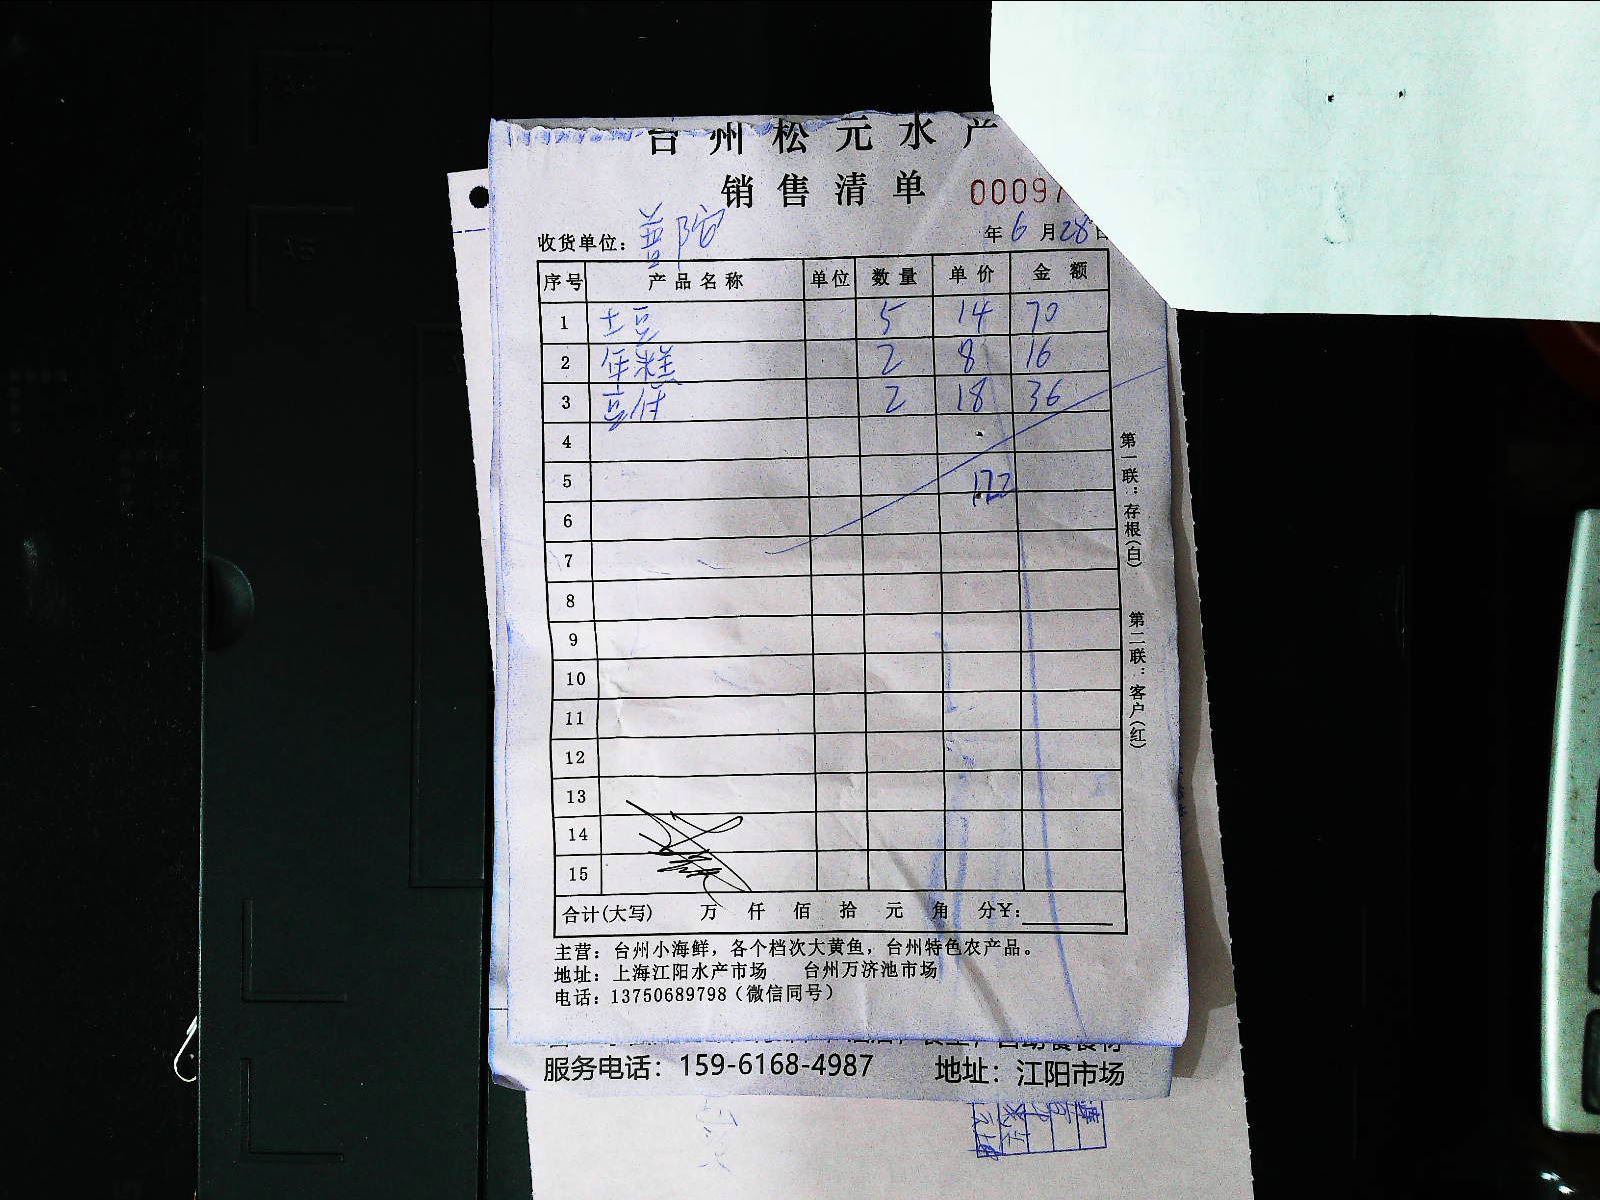 台州松元水产
销售清单 00097
收货单位：普陀 年6月28日
序号 产品名称 单位 数量 单价 金额
1 土豆 5 14 70
2 年糕 2 8 16
3 豆付 2 18 36
4
5 122
6
7
8
9
10
11
12
13
14
15
合计(大写) 万 仟 佰 拾 元 角 分￥：
主营：台州小海鲜，各个档次大黄鱼，台州特色农产品。
地址：上海江阳水产市场 台州万济池市场
电话：13750689798（微信同号）
第一联：存根(白) 第二联：客户(红)
服务电话：159-6168-4987 地址：江阳市场